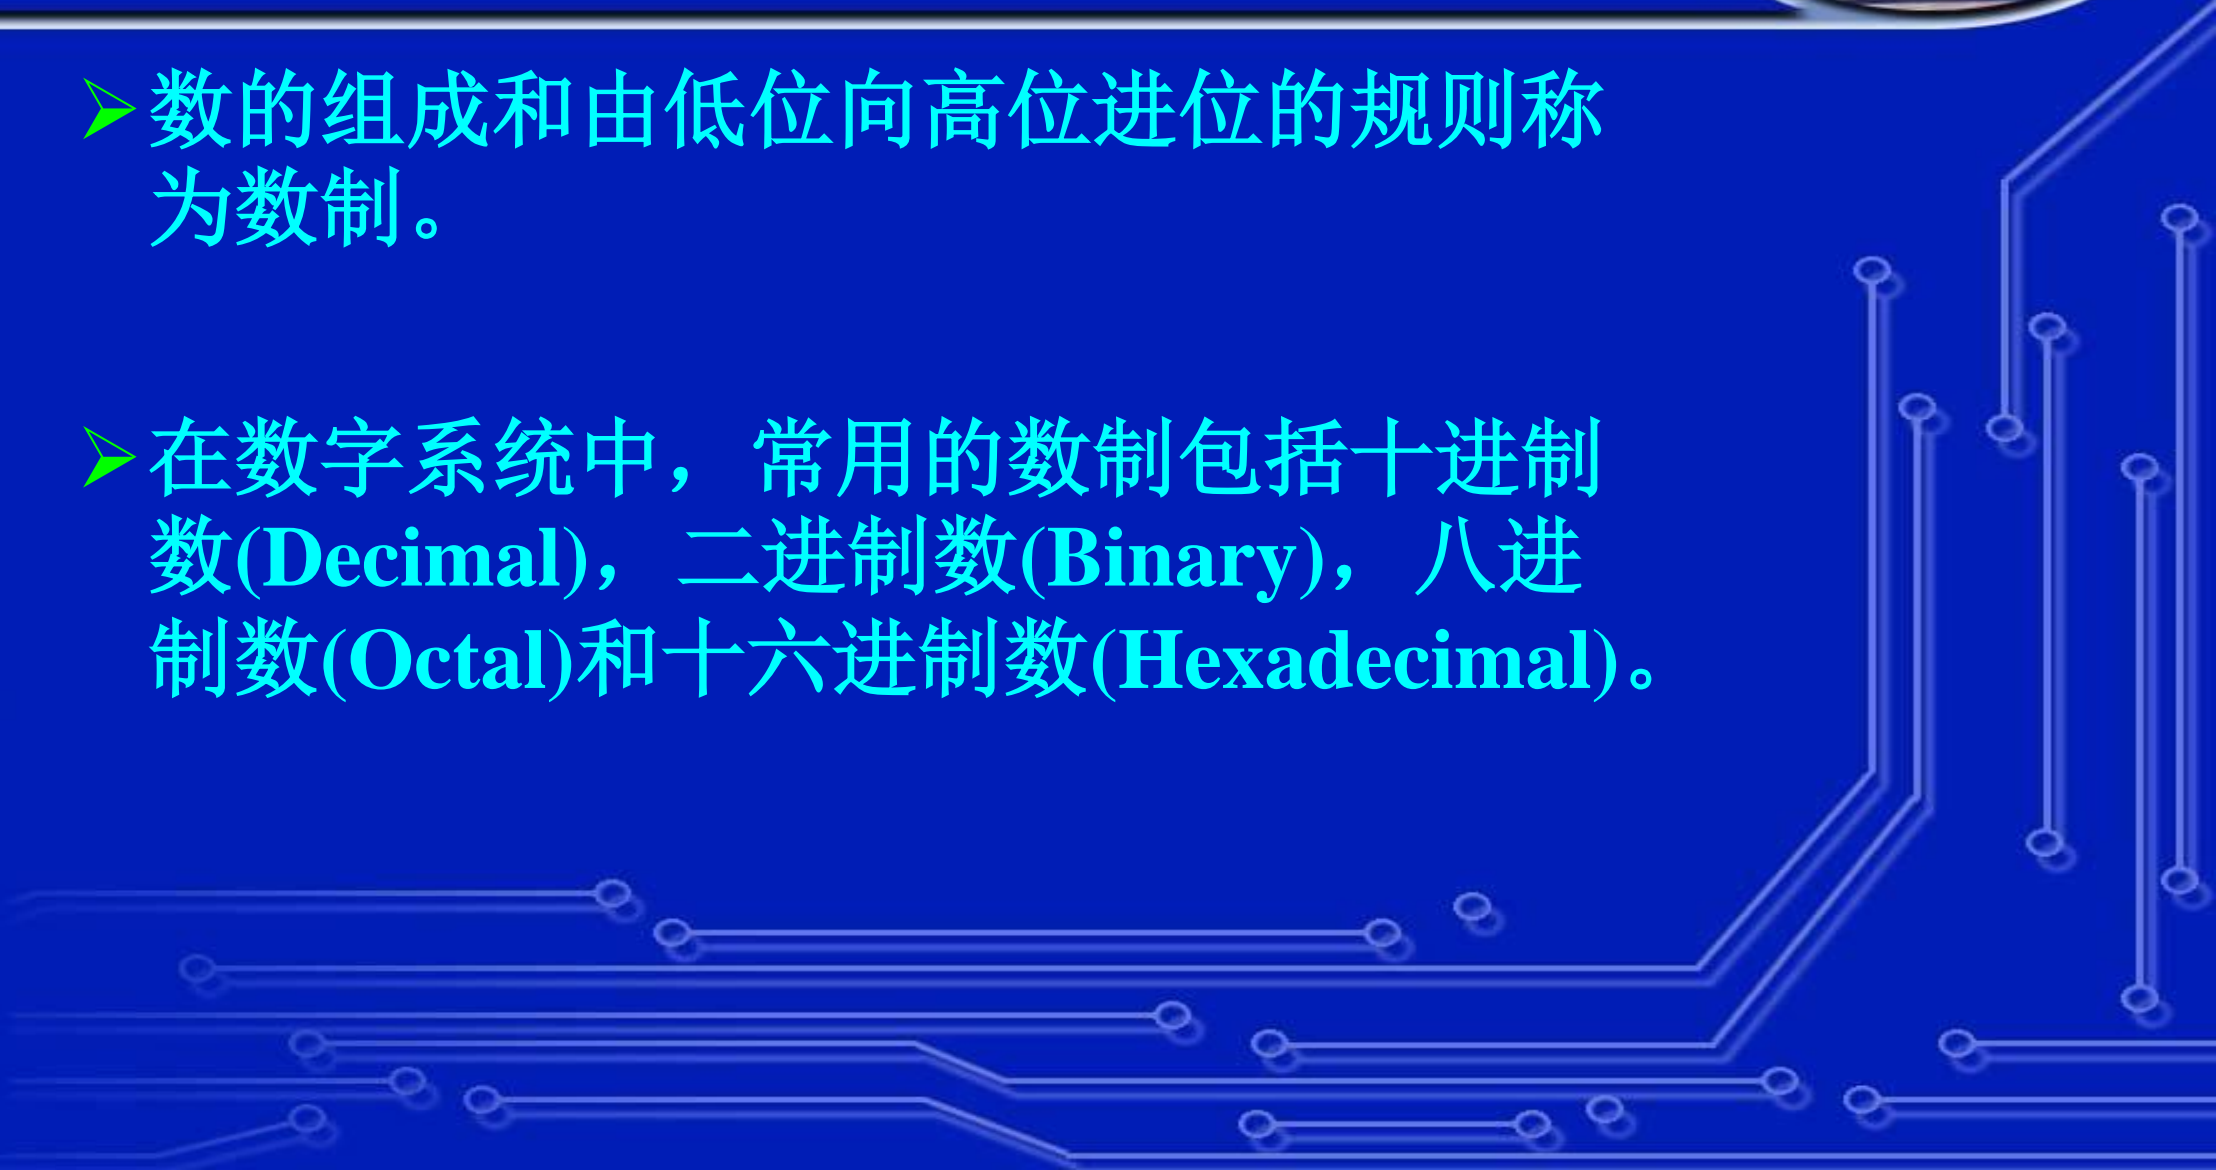 数的组成和由低位向高位进位的规则称
为数制。
在数字系统中，常用的数制包括十进制
数(Decimal)，二进制数(Binary)，八进
制数(Octal)和十六进制数(Hexadecimal)。